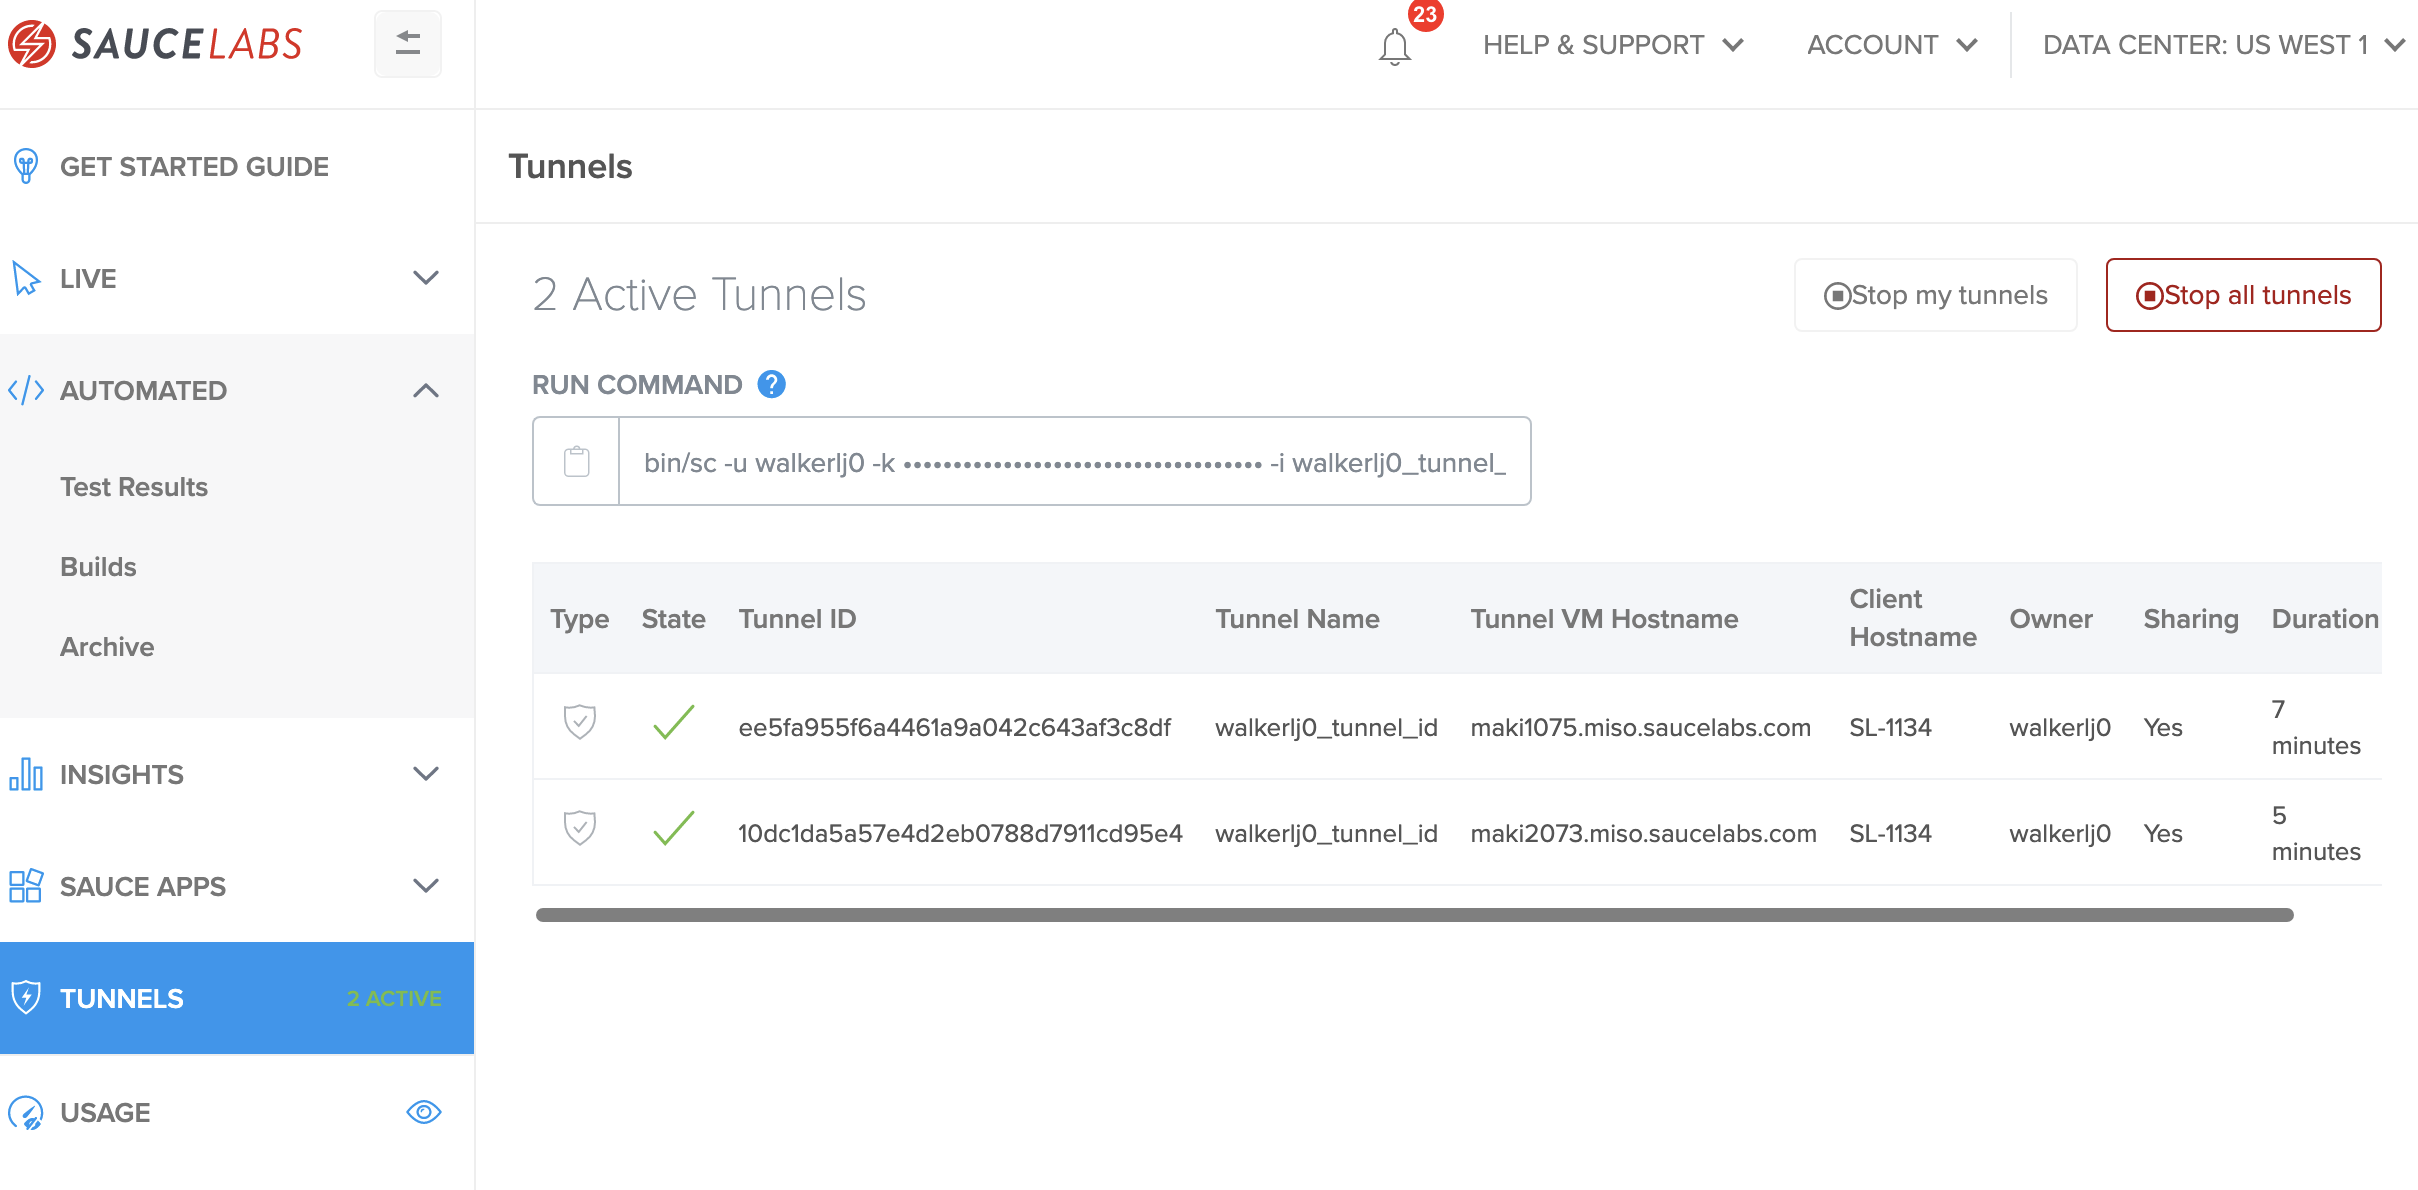 SAUCELABS
23
HELP & SUPPORT
ACCOUNT
DATA CENTER: US WEST 1
GET STARTED GUIDE
LIVE
AUTOMATED
Test Results
Builds
Archive
INSIGHTS
SAUCE APPS
TUNNELS 2 ACTIVE
USAGE
Tunnels
2 Active Tunnels
Stop my tunnels
Stop all tunnels
RUN COMMAND ?
bin/sc -u walkerlj0 -k •••••••••••••••••••••••••••••••••••• -i walkerlj0_tunnel_
Type State Tunnel ID Tunnel Name Tunnel VM Hostname Client Hostname Owner Sharing Duration
ee5fa955f6a4461a9a042c643af3c8df walkerlj0_tunnel_id maki1075.miso.saucelabs.com SL-1134 walkerlj0 Yes 7 minutes
10dc1da5a57e4d2eb0788d7911cd95e4 walkerlj0_tunnel_id maki2073.miso.saucelabs.com SL-1134 walkerlj0 Yes 5 minutes